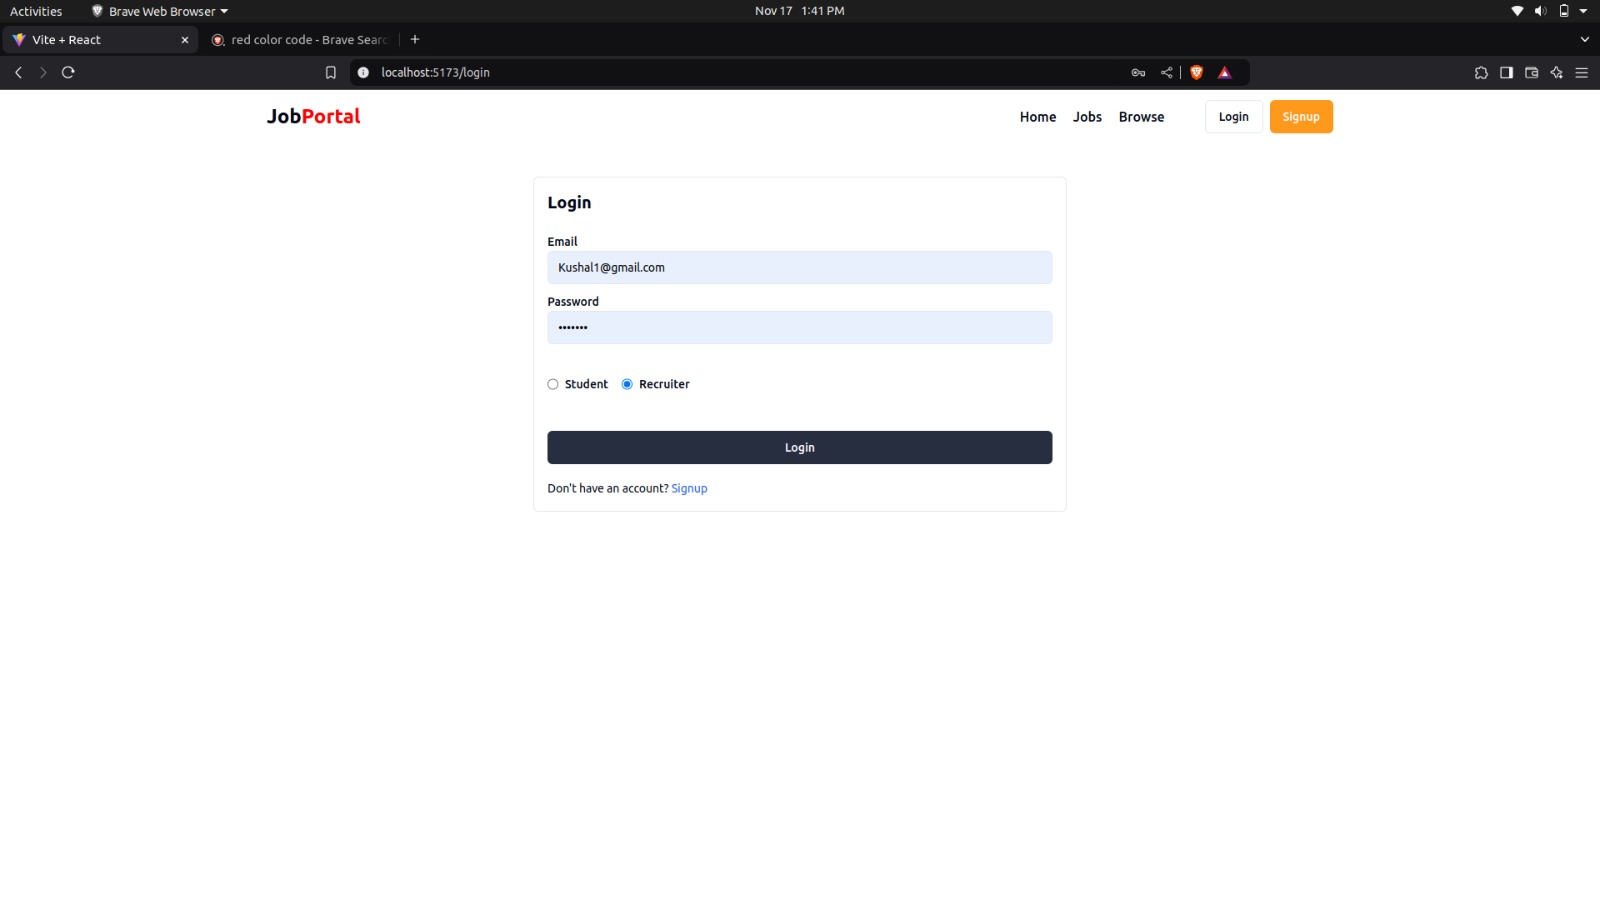 Activities Brave Web Browser Nov 17 1:41 PM
Vite + React red color code - Brave Searc
localhost:5173/login
JobPortal Home Jobs Browse Login Signup
Login
Email
Kushal1@gmail.com
Password
•••••••
Student Recruiter
Login
Don't have an account? Signup